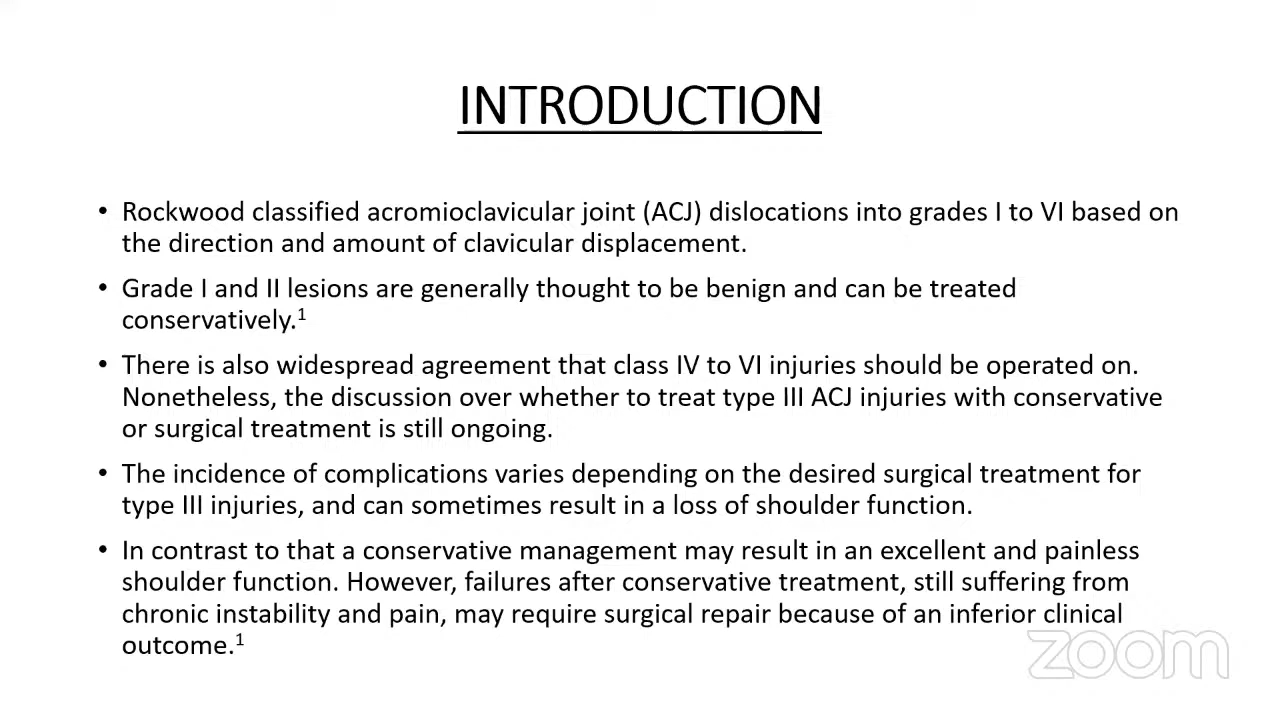 INTRODUCTION
• Rockwood classified acromioclavicular joint (ACJ) dislocations into grades I to VI based on
the direction and amount of clavicular displacement.
• Grade I and II lesions are generally thought to be benign and can be treated
conservatively.¹
• There is also widespread agreement that class IV to VI injuries should be operated on.
Nonetheless, the discussion over whether to treat type III ACJ injuries with conservative
or surgical treatment is still ongoing.
• The incidence of complications varies depending on the desired surgical treatment for
type III injuries, and can sometimes result in a loss of shoulder function.
• In contrast to that a conservative management may result in an excellent and painless
shoulder function. However, failures after conservative treatment, still suffering from
chronic instability and pain, may require surgical repair because of an inferior clinical
outcome.¹
zoom